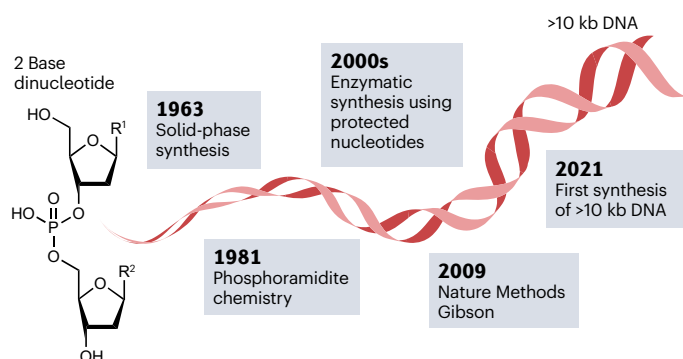 >10 kb DNA
2 Base
dinucleotide
HO
O
R¹
O
O
HO P
O
O
R²
OH
1963
Solid-phase
synthesis
1981
Phosphoramidite
chemistry
2000s
Enzymatic
synthesis using
protected
nucleotides
2009
Nature Methods
Gibson
2021
First synthesis
of >10 kb DNA